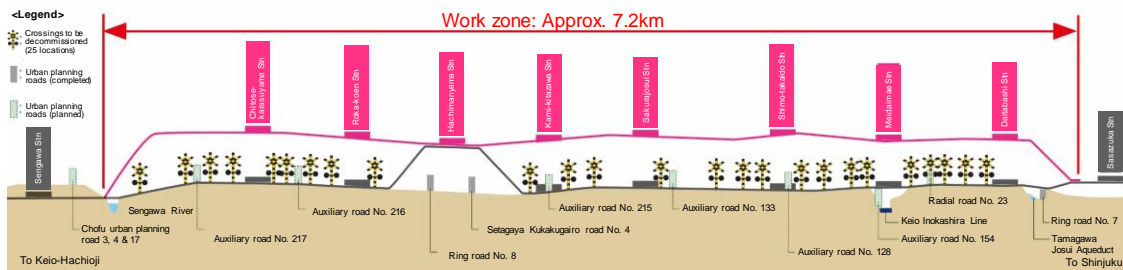 <Legend>
Crossings to be
decommissioned
(25 locations)
Urban planning
roads (completed)
Urban planning
roads (planned)
Work zone: Approx. 7.2km
Sengawa Stn
Chitose-
karasuyama Stn
Roka-koen Stn
Hachimanyama Stn
Kami-kitazawa Stn
Sakurajosui Stn
Shimo-takaido Stn
Meidaimae Stn
Daitabashi Stn
Sasazuka Stn
Sengawa River
Chofu urban planning
road 3, 4 & 17
Auxiliary road No. 217
Auxiliary road No. 216
Ring road No. 8
Setagaya Kukakugairo road No. 4
Auxiliary road No. 215
Auxiliary road No. 133
Auxiliary road No. 128
Radial road No. 23
Keio Inokashira Line
Auxiliary road No. 154
Ring road No. 7
Tamagawa
Josui Aqueduct
To Keio-Hachioji
To Shinjuku